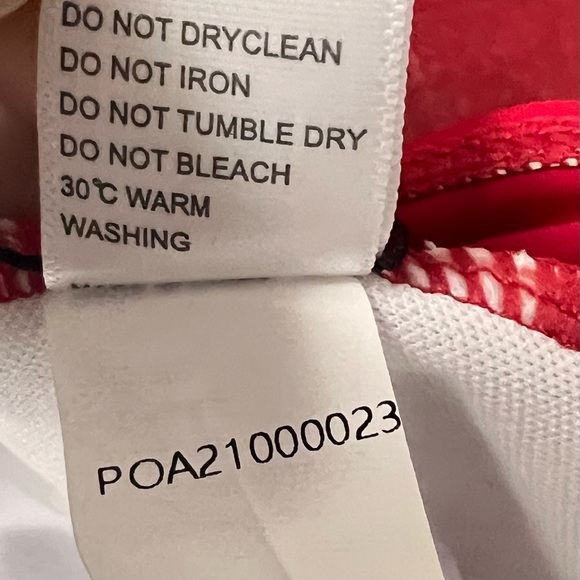 DO NOT DRYCLEAN
DO NOT IRON
DO NOT TUMBLE DRY
DO NOT BLEACH
30℃ WARM
WASHING
POA21000023